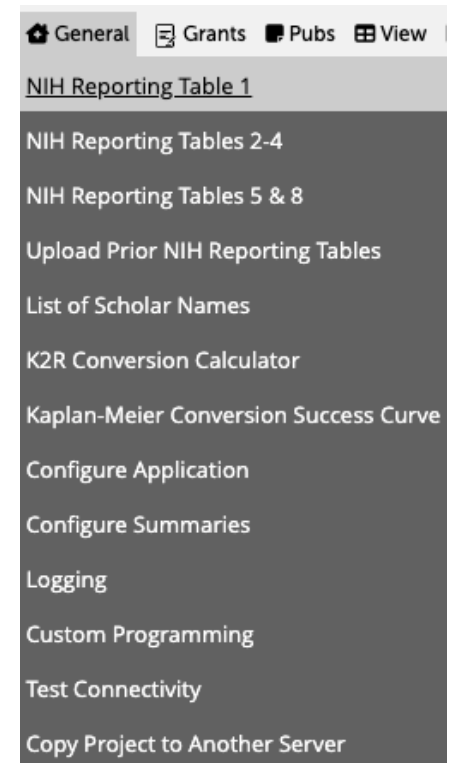 General Grants Pubs View
NIH Reporting Table 1
NIH Reporting Tables 2-4
NIH Reporting Tables 5 & 8
Upload Prior NIH Reporting Tables
List of Scholar Names
K2R Conversion Calculator
Kaplan-Meier Conversion Success Curve
Configure Application
Configure Summaries
Logging
Custom Programming
Test Connectivity
Copy Project to Another Server